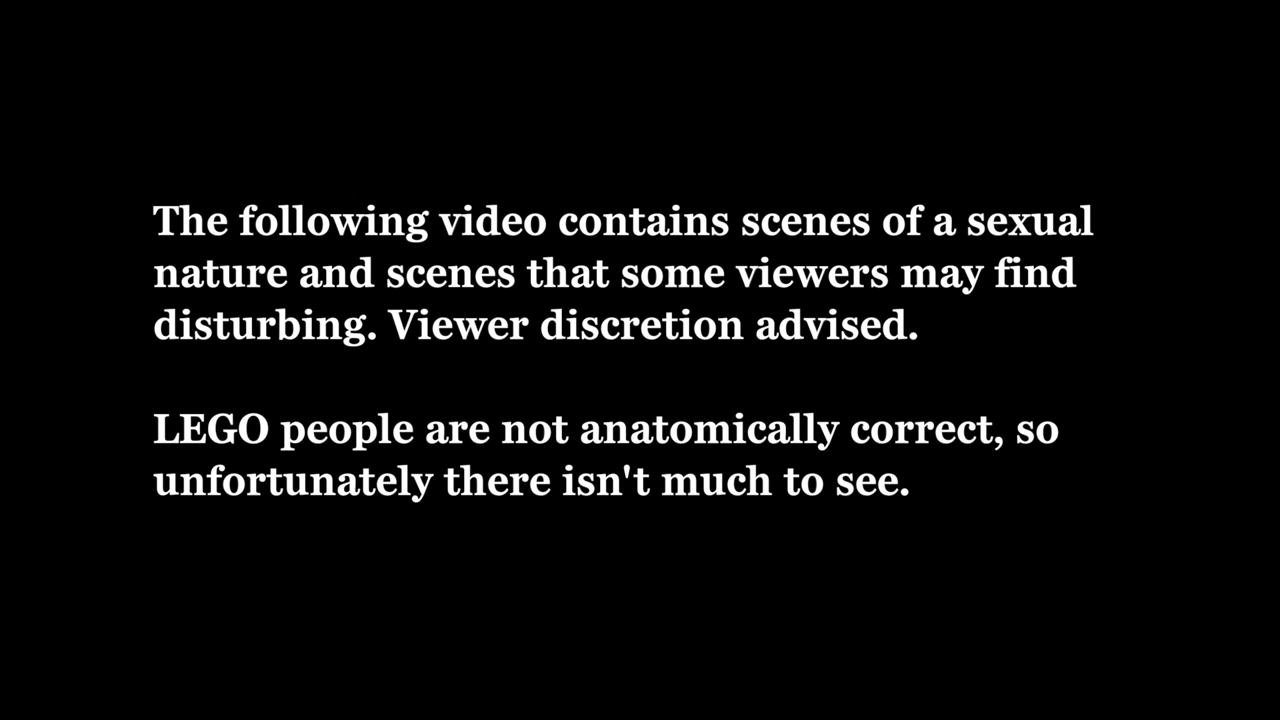 The following video contains scenes of a sexual
nature and scenes that some viewers may find
disturbing. Viewer discretion advised.
LEGO people are not anatomically correct, so
unfortunately there isn't much to see.